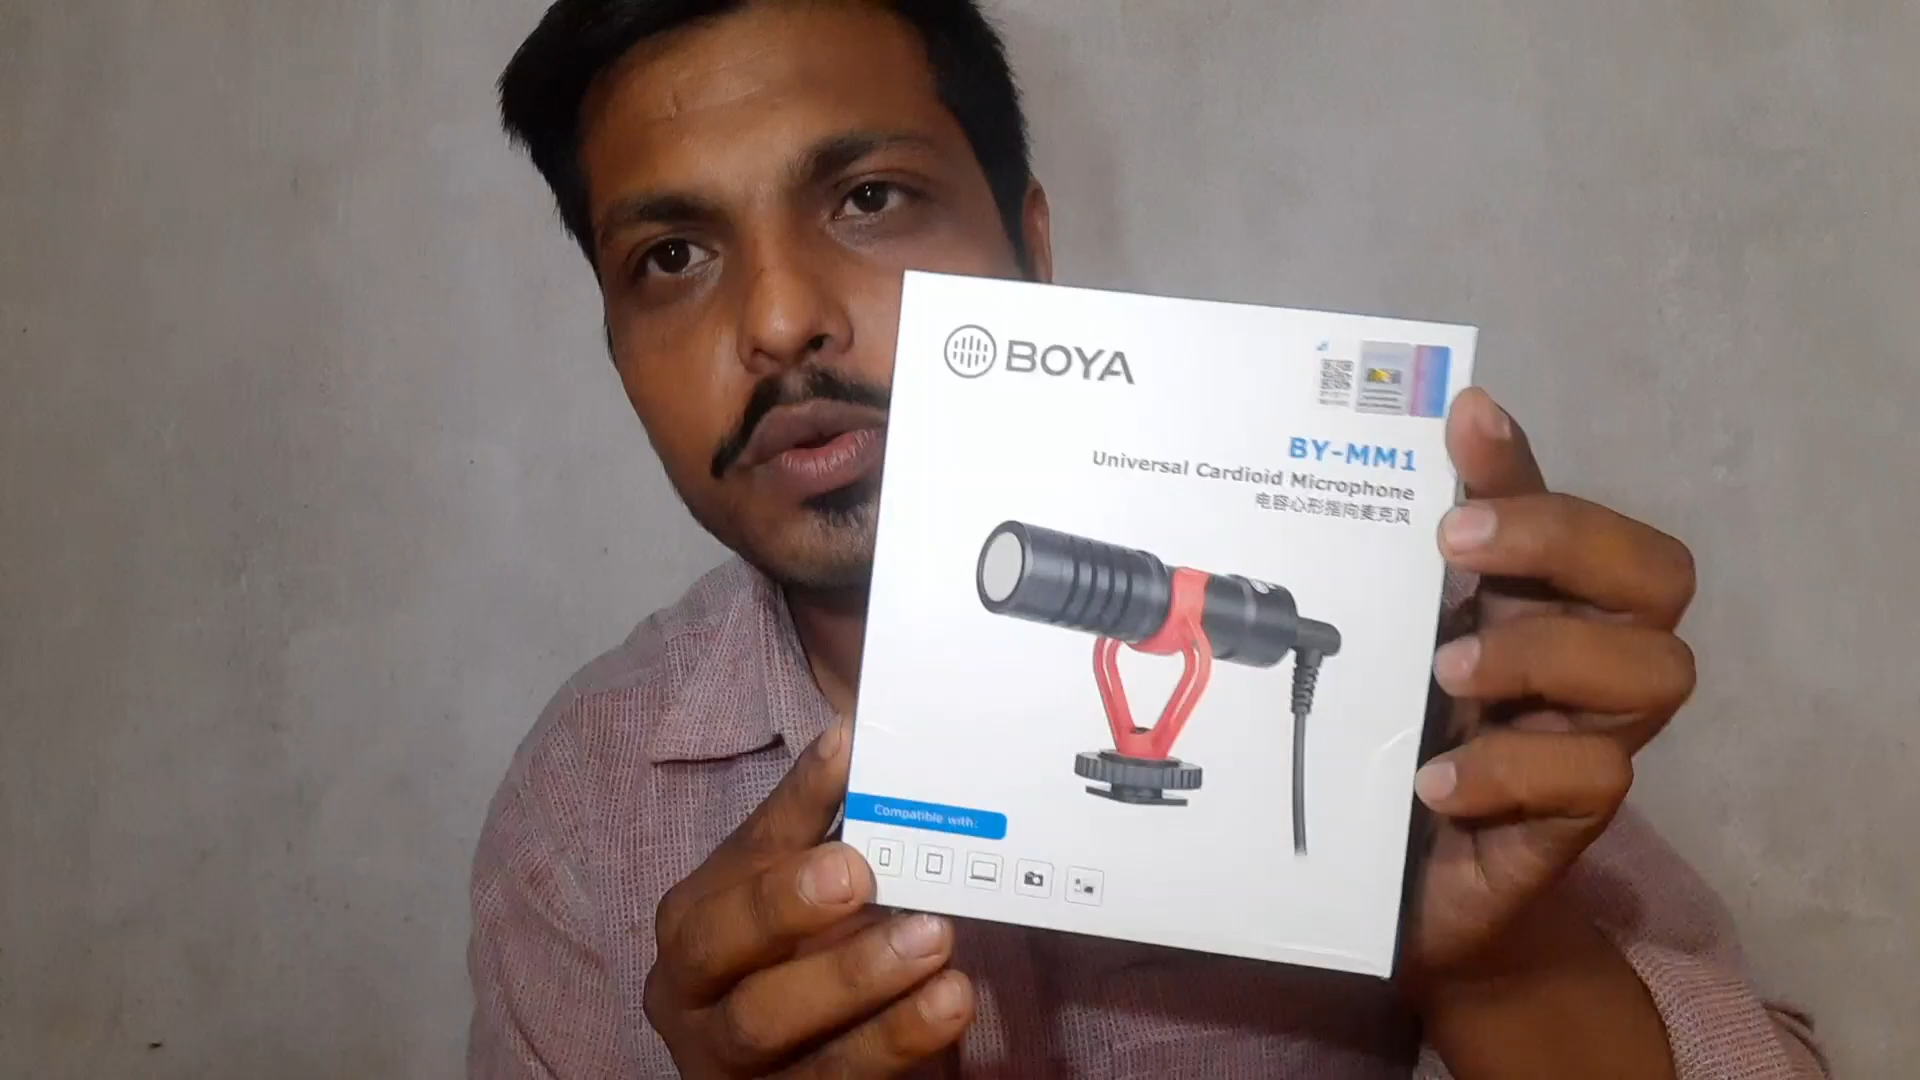 BOYA
BY-MM1
Universal Cardioid Microphone
电容心形指向麦克风
Compatible with: